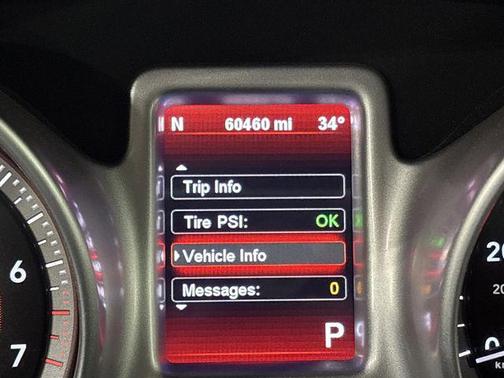 N 60460 mi 34°
Trip Info
Tire PSI: OK
Vehicle Info
Messages: 0
P
6
7